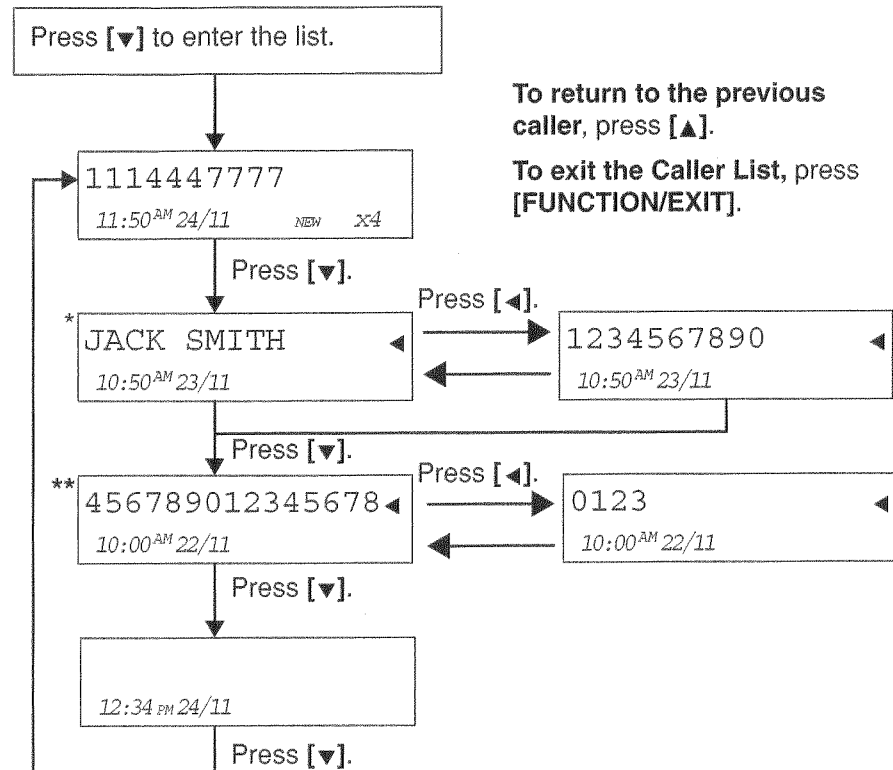 Press [▼] to enter the list.
To return to the previous
caller, press [▲].
To exit the Caller List, press
[FUNCTION/EXIT].
1114447777
11:50AM 24/11 NEW x4
Press [▼].
Press [◀].
*
JACK SMITH ◀
10:50AM 23/11
1234567890 ◀
10:50AM 23/11
Press [▼].
Press [◀].
**
456789012345678◀
10:00AM 22/11
0123 ◀
10:00AM 22/11
Press [▼].
12:34 PM 24/11
Press [▼].